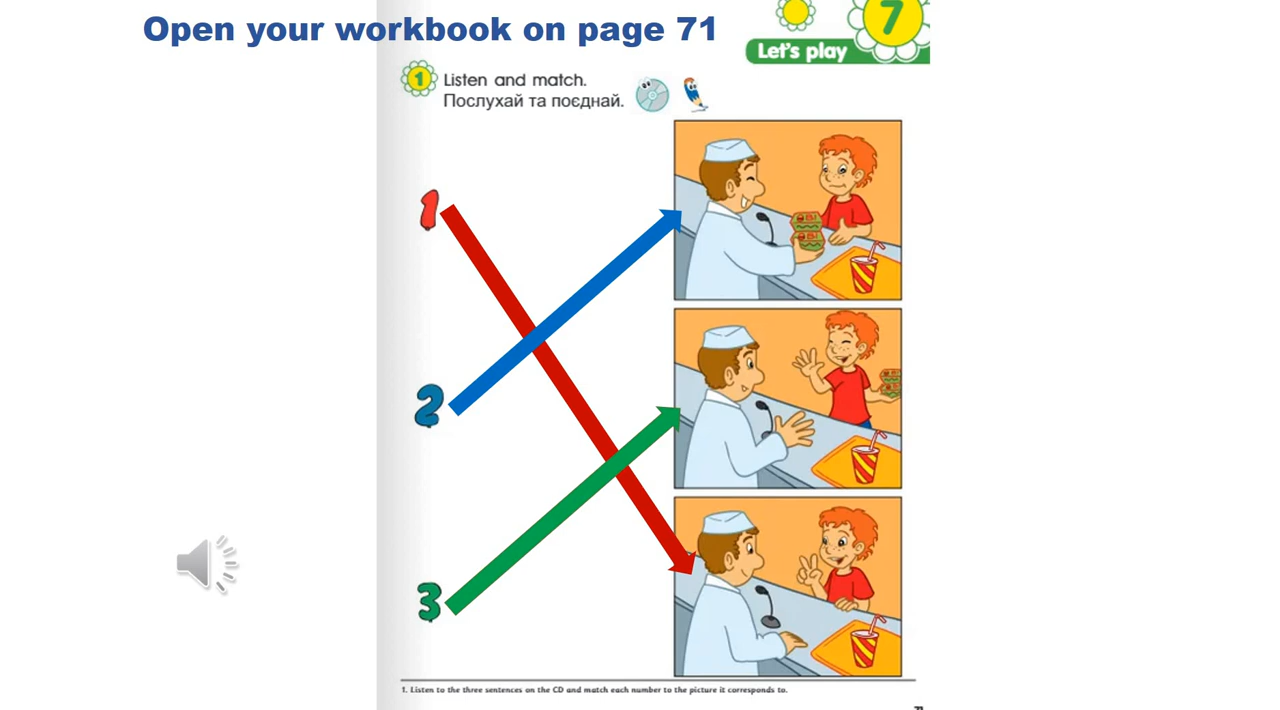 Open your workbook on page 71
7
Let's play
1 Listen and match.
Послухай та поєднай.
1
2
3
1. Listen to the three sentences on the CD and match each number to the picture it corresponds to.
71